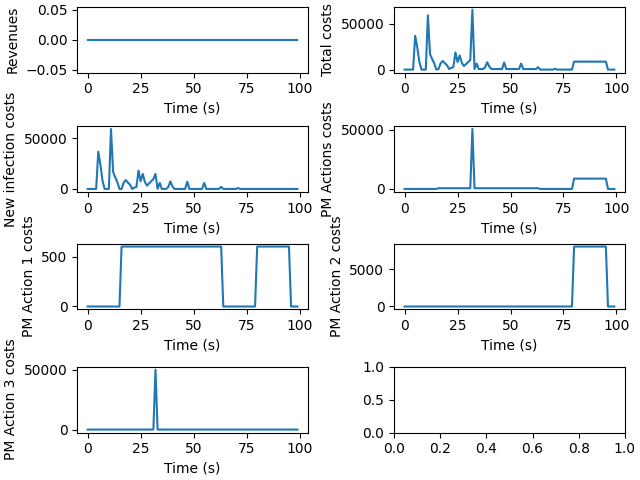 Revenues
0.05
0.00
−0.05
0 25 50 75 100
Time (s)
Total costs
50000
0
0 25 50 75 100
Time (s)
New infection costs
50000
0
0 25 50 75 100
Time (s)
PM Actions costs
50000
0
0 25 50 75 100
Time (s)
PM Action 1 costs
500
0
0 25 50 75 100
Time (s)
PM Action 2 costs
5000
0
0 25 50 75 100
Time (s)
PM Action 3 costs
50000
0
0 25 50 75 100
Time (s)
1.0
0.5
0.0
0.0 0.2 0.4 0.6 0.8 1.0